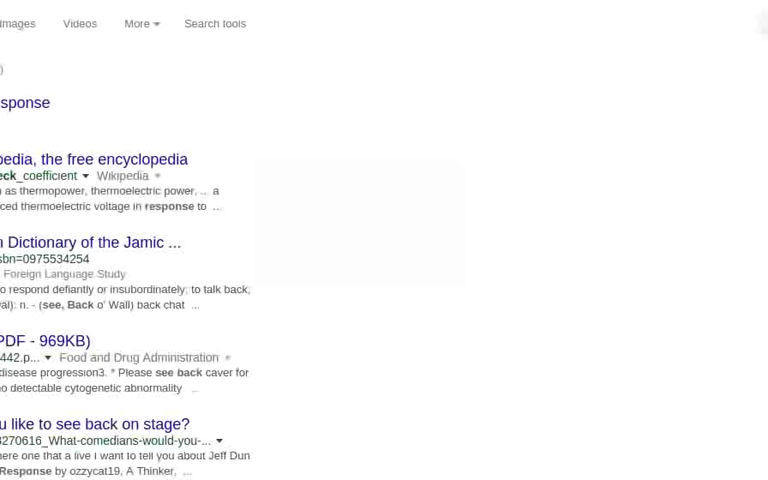 Images Videos More Search tools
)
sponse
pedia, the free encyclopedia
eck_coefficient Wikipedia
n as thermopower, thermoelectric power, ... a
ced thermoelectric voltage in response to ...
n Dictionary of the Jamic ...
sbn=0975534254
Foreign Language Study
o respond defiantly or insubordinately; to talk back;
väl): n. - (see, Back o' Wall) back chat ...
PDF - 969KB)
442.p... Food and Drug Administration
disease progression3. * Please see back caver for
no detectable cytogenetic abnormality ...
u like to see back on stage?
3270616_What-comedians-would-you-...
here one that a live I want to tell you about Jeff Dun
Response by ozzycat19, A Thinker, ...